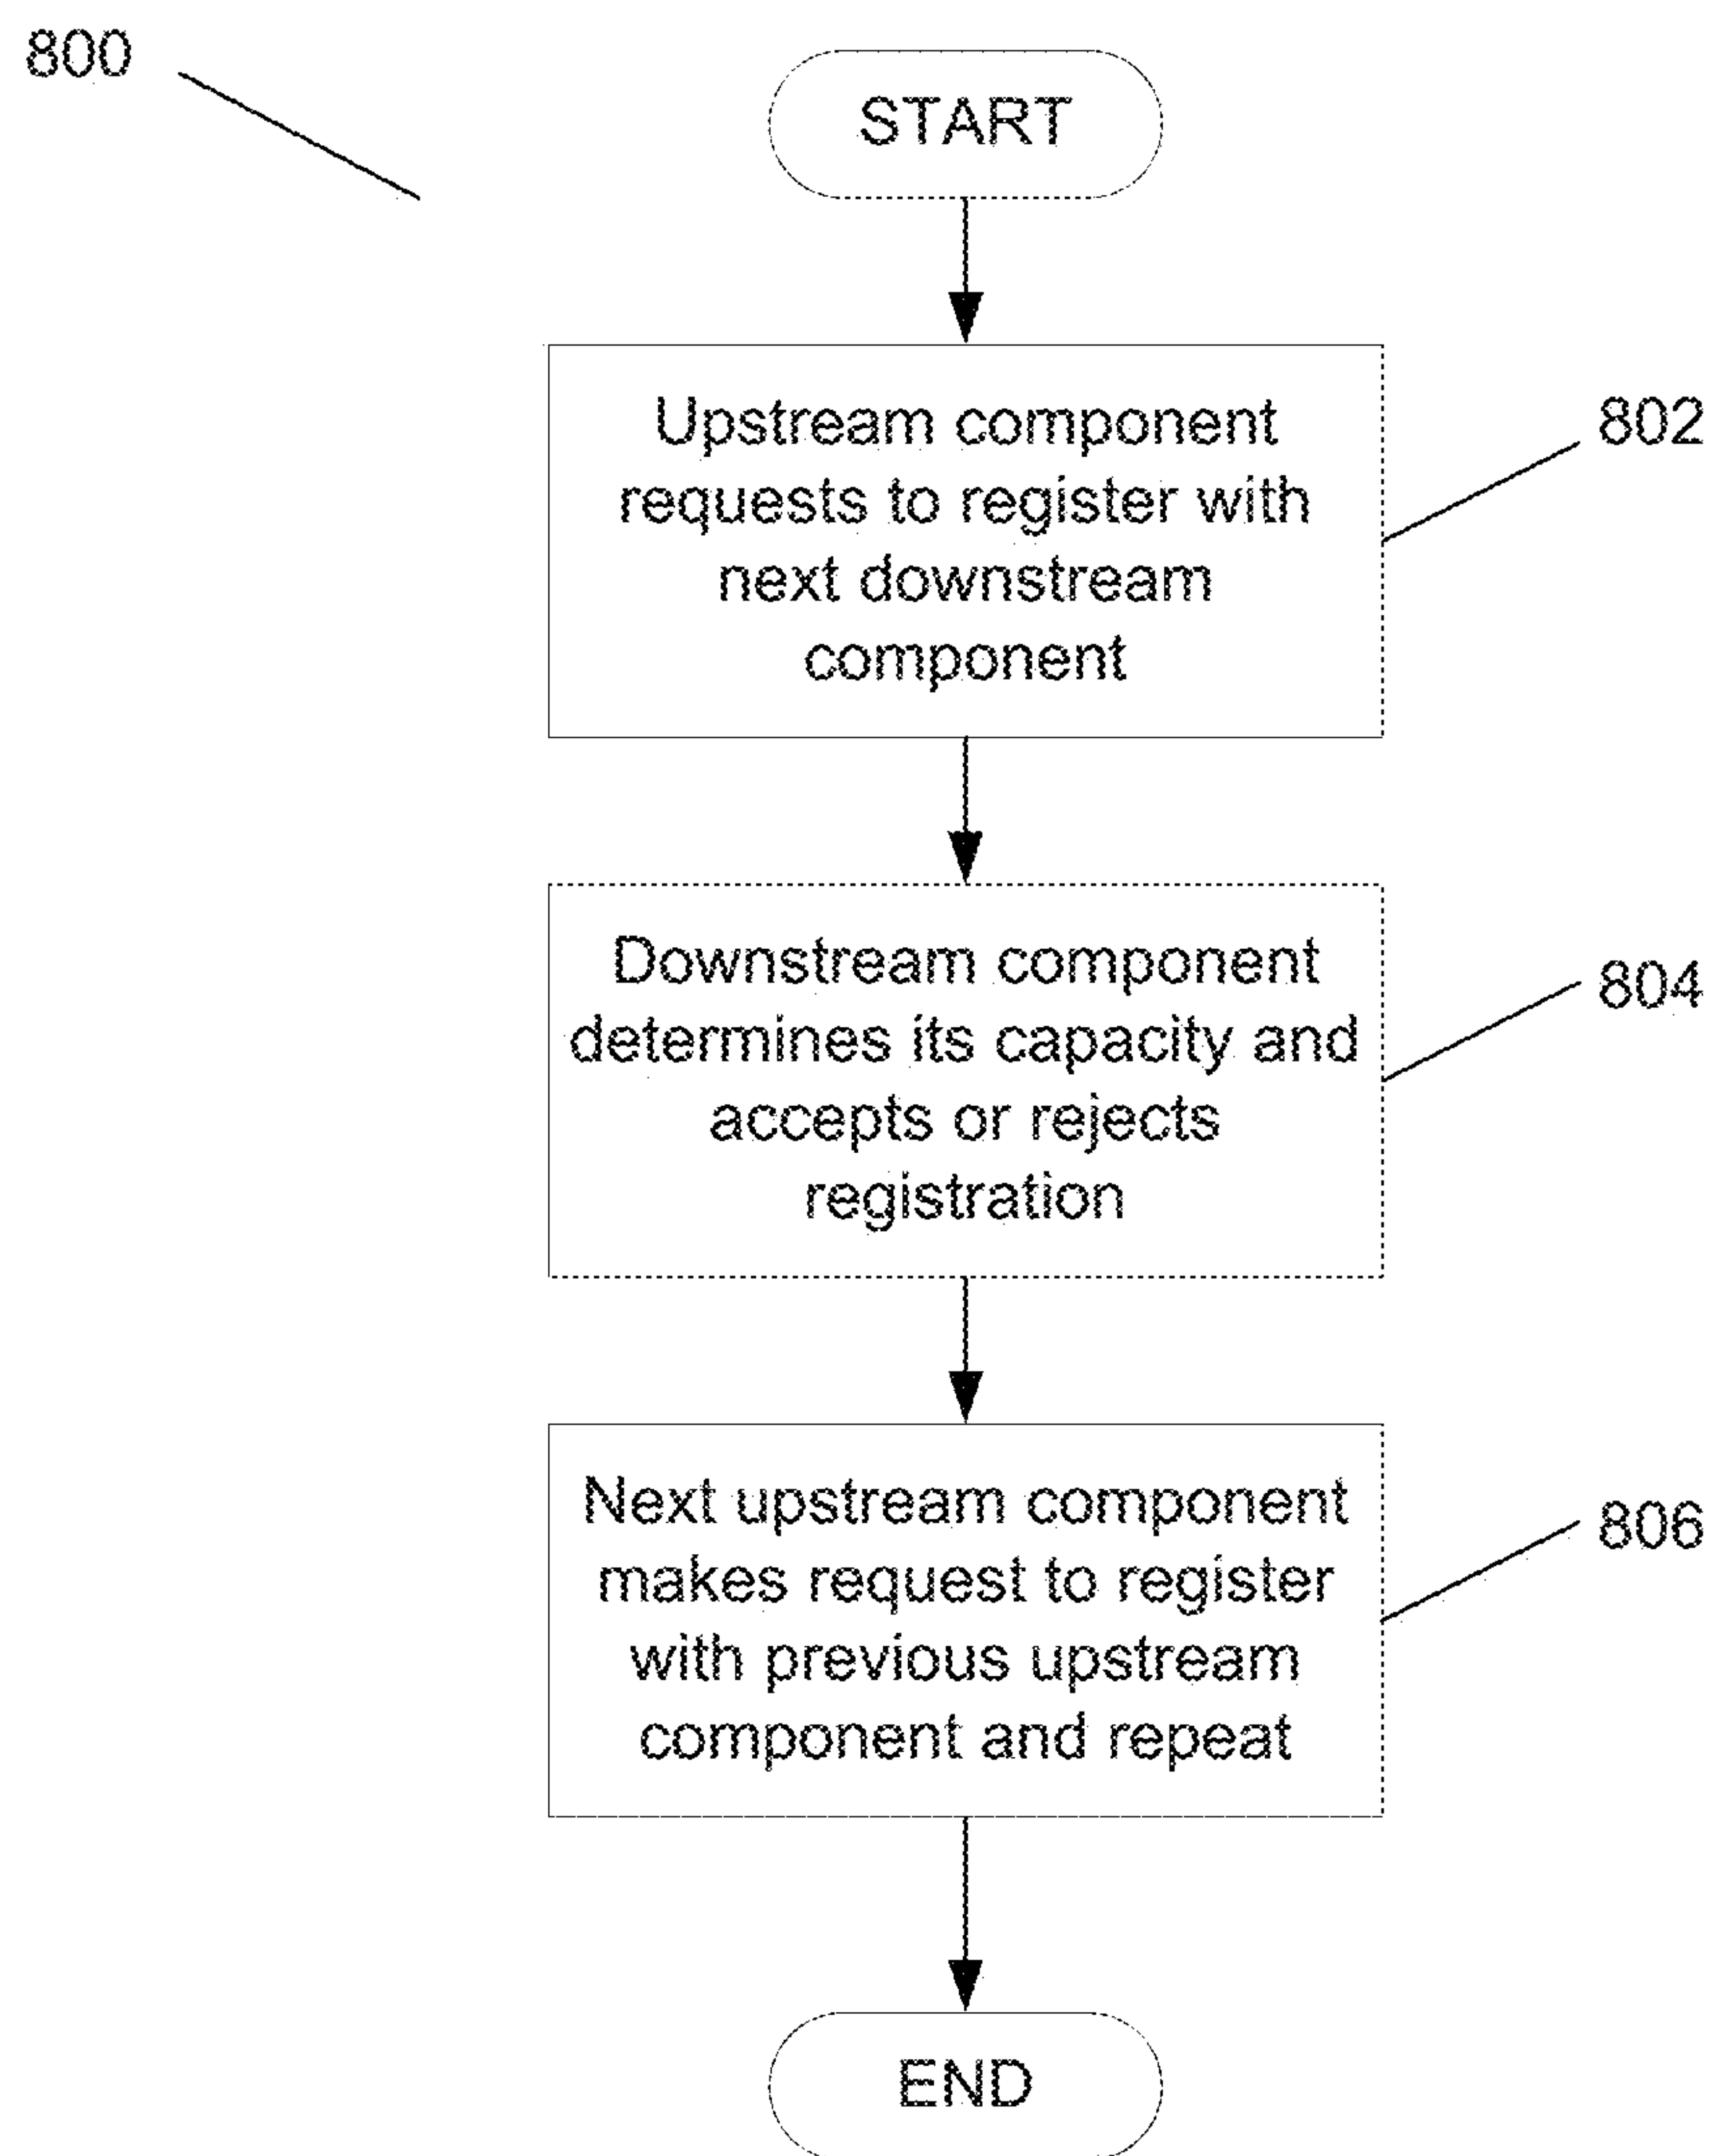 800
START
Upstream component
requests to register with
next downstream
component
802
Downstream component
determines its capacity and
accepts or rejects
registration
804
Next upstream component
makes request to register
with previous upstream
component and repeat
806
END